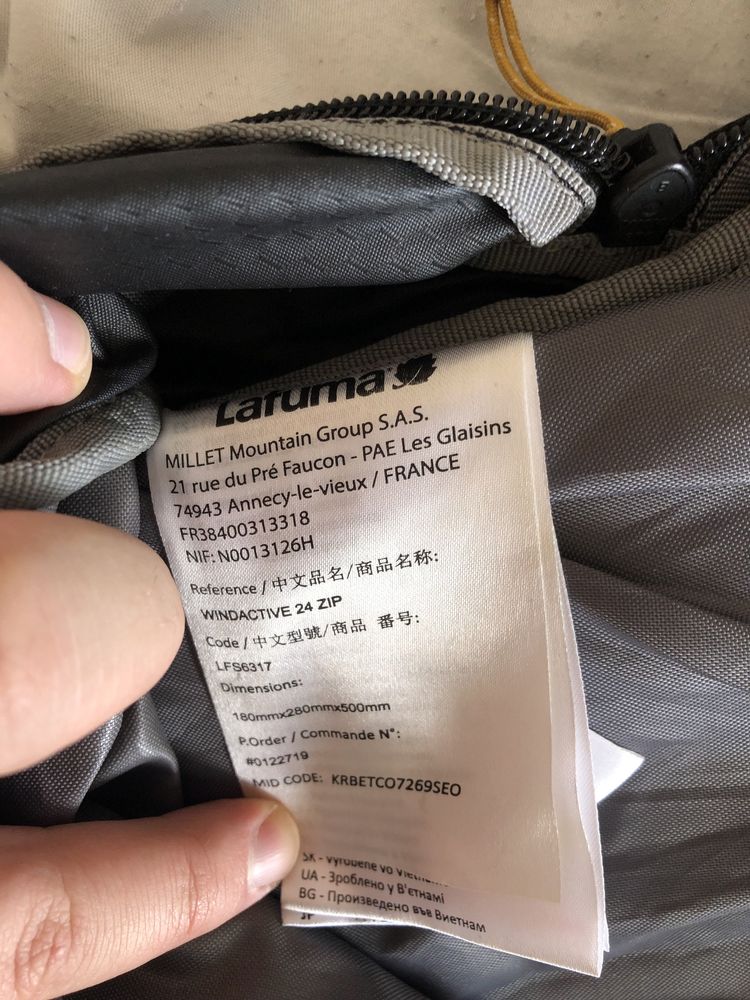 Lafuma
MILLET Mountain Group S.A.S.
21 rue du Pré Faucon - PAE Les Glaisins
74943 Annecy-le-vieux / FRANCE
FR38400313318
NIF: N0013126H
Reference / 中文品名/商品名称:
WINDACTIVE 24 ZIP
Code / 中文型號/商品 番号:
LFS6317
Dimensions:
180mmx280mmx500mm
P.Order / Commande N°:
#0122719
MID CODE: KRBETCO7269SEO
SK - Vyrobené vo
UA - Зроблено у В'єтнамі
BG - Произведено във Виетнам